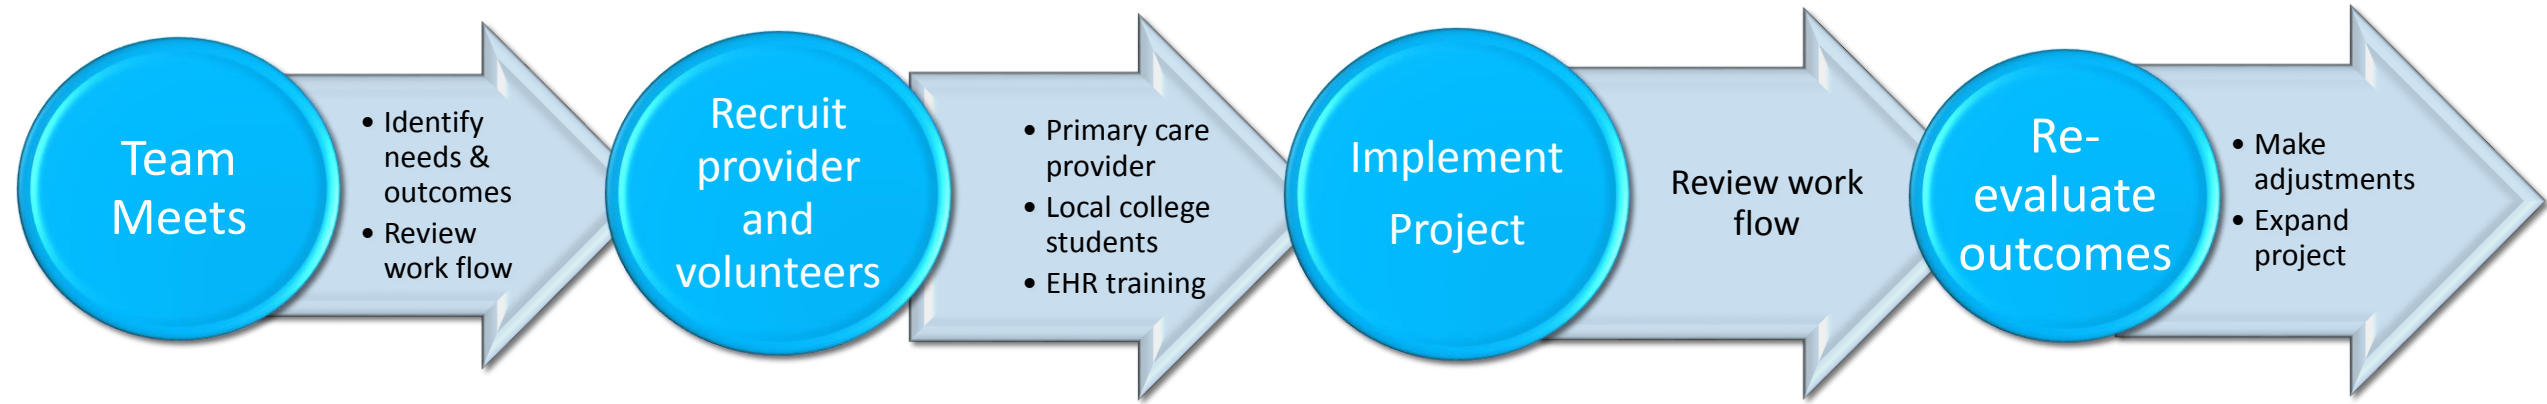 Team
Meets
• Identify
needs &
outcomes
• Review
work flow
Recruit
provider
and
volunteers
• Primary care
provider
• Local college
students
• EHR training
Implement
Project
Review work
flow
Re-
evaluate
outcomes
• Make
adjustments
• Expand
project